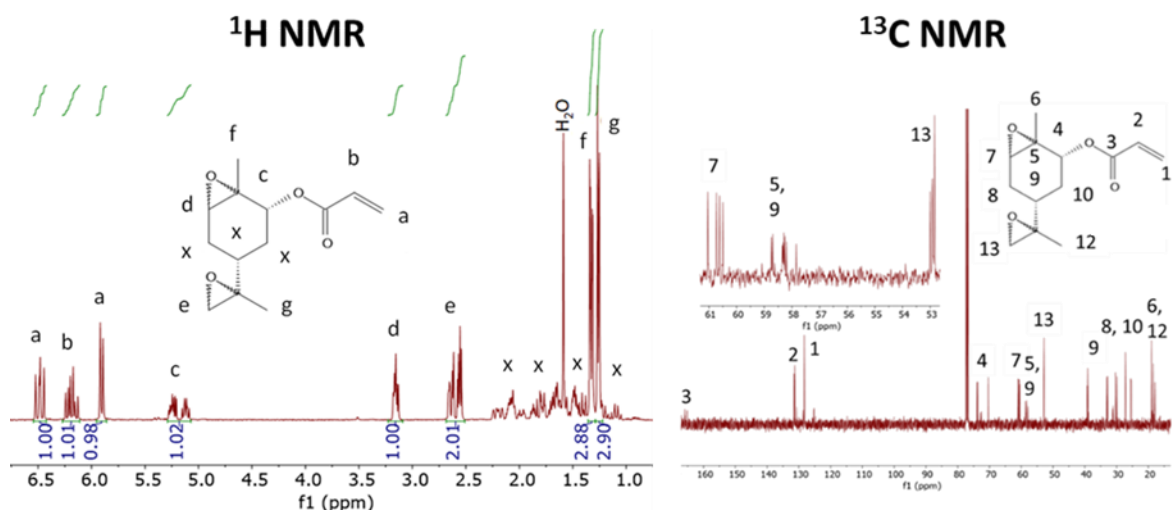 ¹H NMR
¹³C NMR
f
b
c
O
O
d
a
x
x
x
O
O
e
g
a
b
a
c
d
e
x
x
H₂O
f
x
g
x
1.00
1.01
0.98
1.02
1.00
2.01
2.88
2.90
6.5 6.0 5.5 5.0 4.5 4.0 3.5 3.0 2.5 2.0 1.5 1.0
f1 (ppm)
7
5,
9
13
61 60 59 58 57 56 55 54 53
f1 (ppm)
6
4
2
O
3
7
5
O
1
9
8
10
O
O
13
12
3
2
1
4
7
5,
9
13
9
8, 10
6,
12
160 150 140 130 120 110 100 90 80 70 60 50 40 30 20
f1 (ppm)